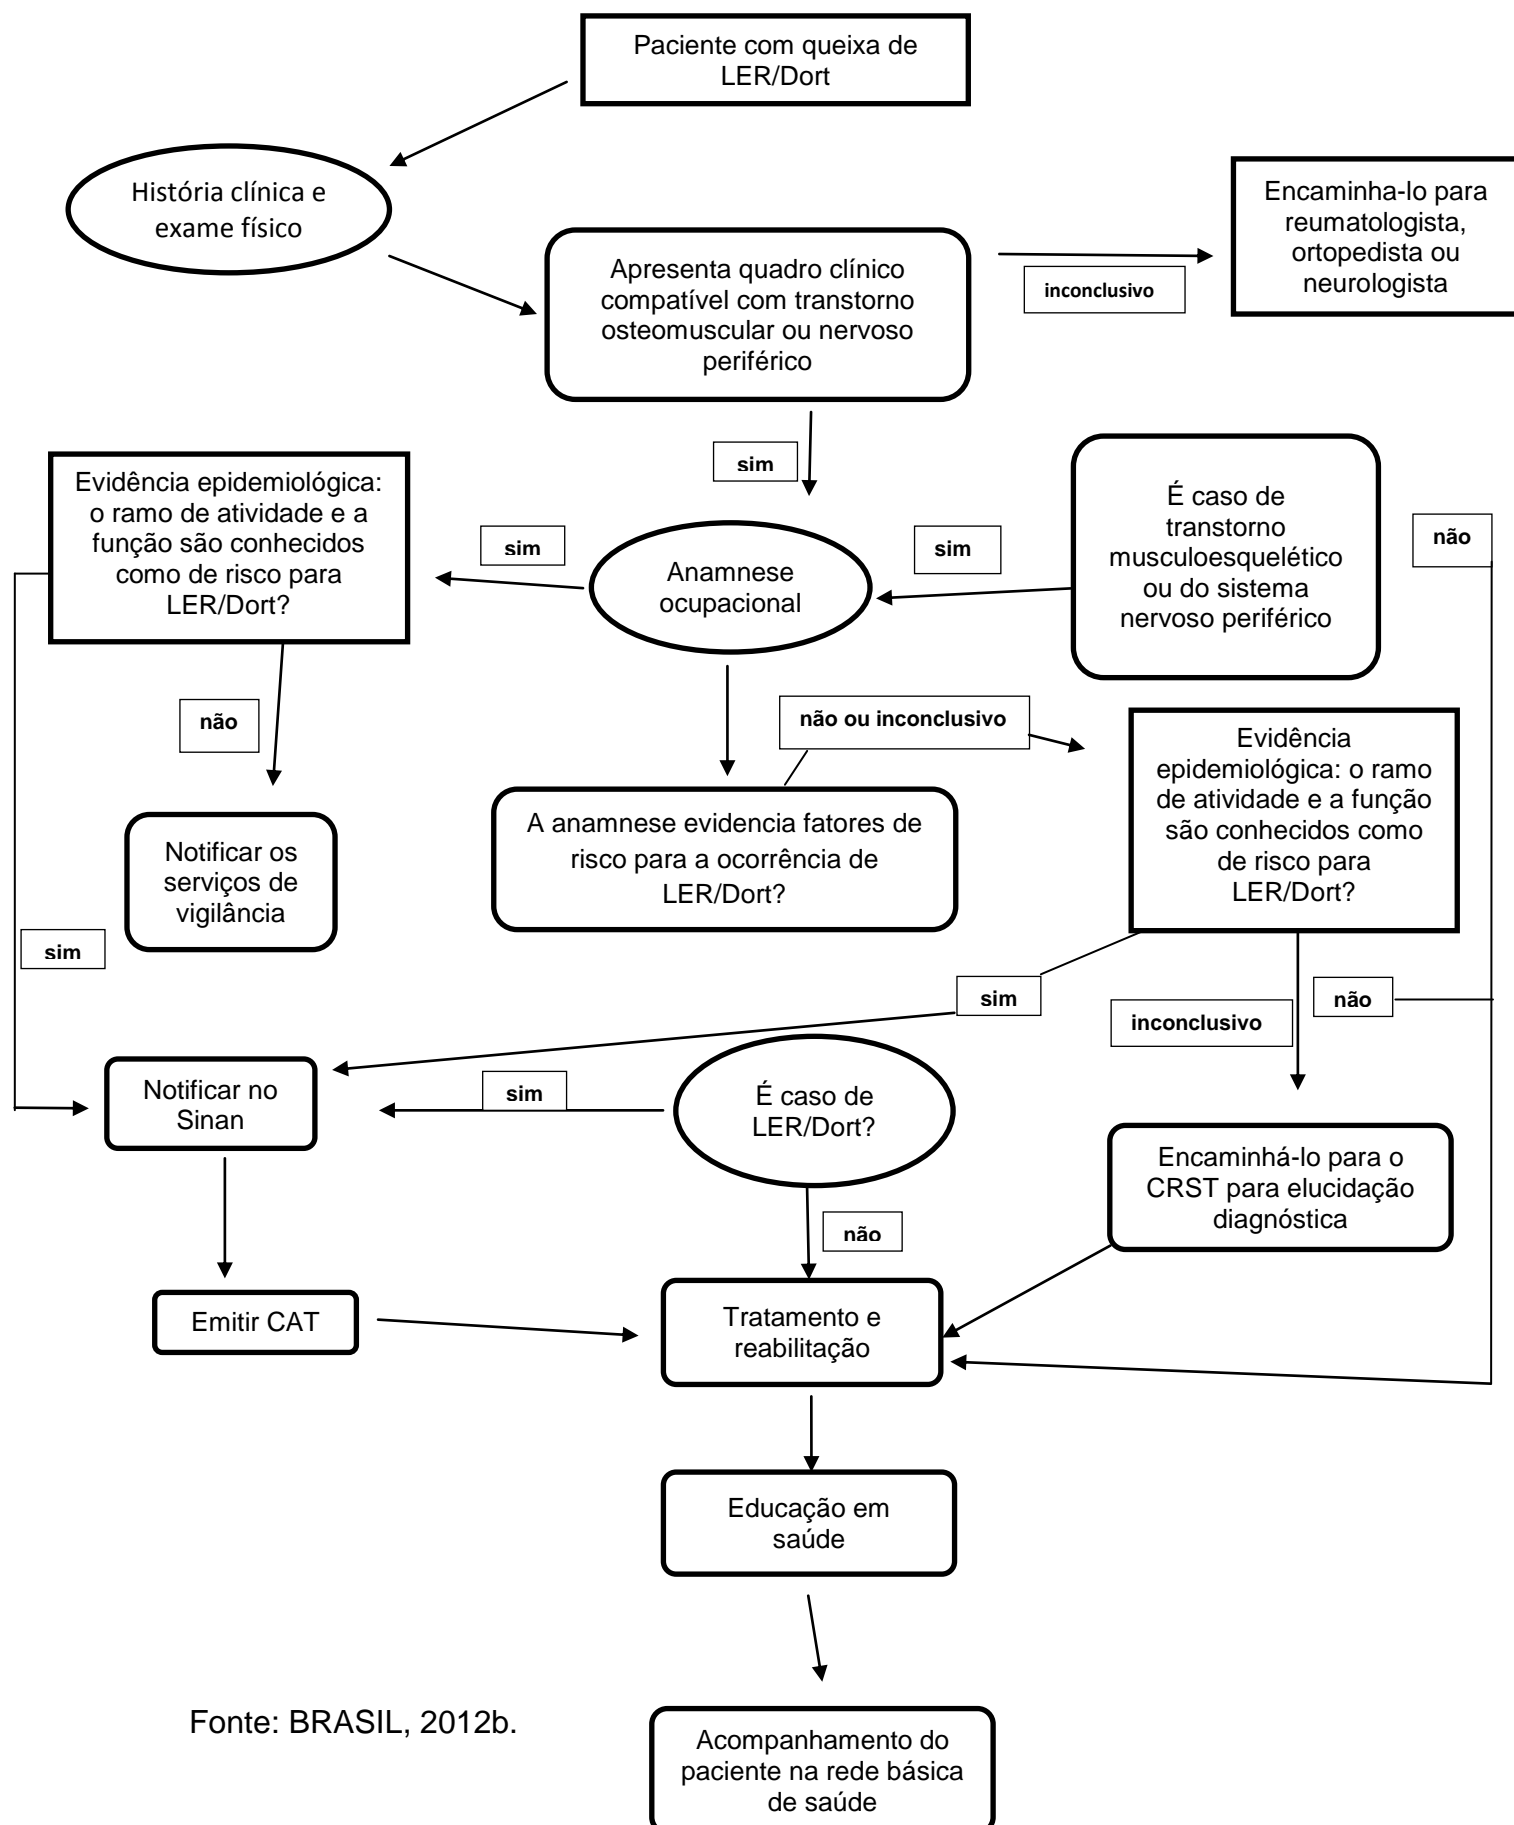 Paciente com queixa de
LER/Dort
História clínica e
exame físico
Encaminha-lo para
reumatologista,
ortopedista ou
neurologista
Apresenta quadro clínico
compatível com transtorno
osteomuscular ou nervoso
periférico
inconclusivo
sim
Evidência epidemiológica:
o ramo de atividade e a
função são conhecidos
como de risco para
LER/Dort?
sim
Anamnese
ocupacional
sim
É caso de
transtorno
musculoesquelético
ou do sistema
nervoso periférico
não
não
não ou inconclusivo
Evidência
epidemiológica: o ramo
de atividade e a função
são conhecidos como
de risco para
LER/Dort?
Notificar os
serviços de
vigilância
A anamnese evidencia fatores de
risco para a ocorrência de
LER/Dort?
sim
sim
não
inconclusivo
Notificar no
Sinan
sim
É caso de
LER/Dort?
Encaminhá-lo para o
CRST para elucidação
diagnóstica
não
Emitir CAT
Tratamento e
reabilitação
Educação em
saúde
Fonte: BRASIL, 2012b.
Acompanhamento do
paciente na rede básica
de saúde